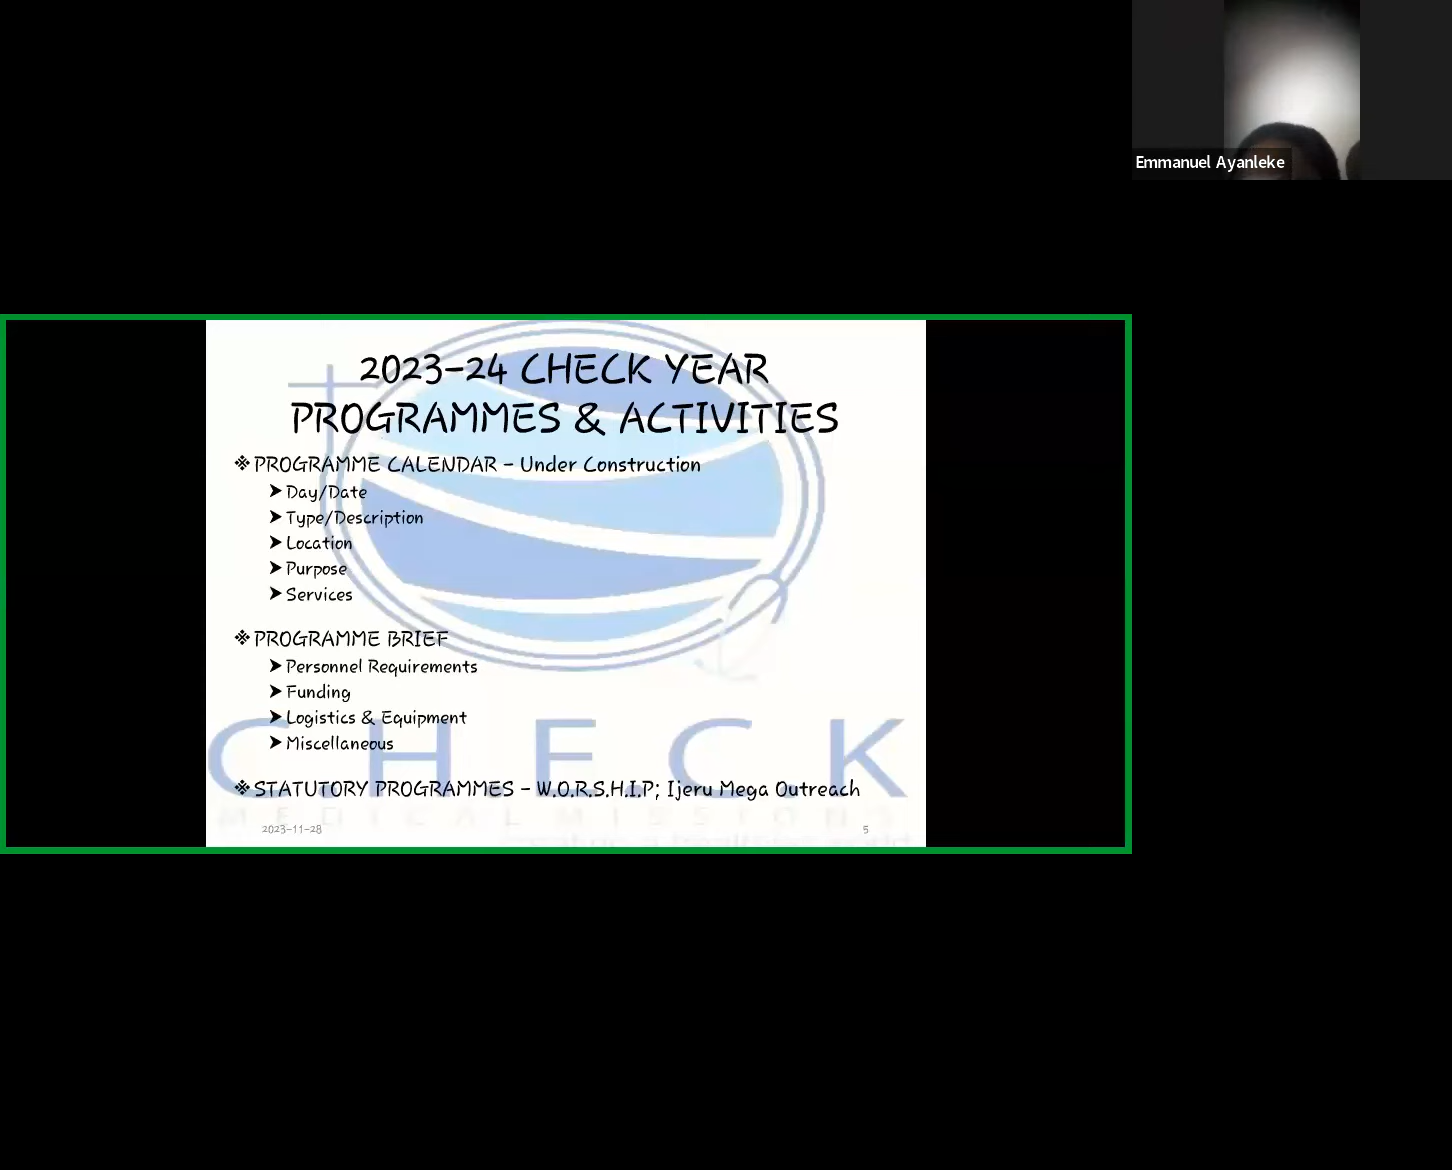 Emmanuel Ayanleke
2023-24 CHECK YEAR
PROGRAMMES & ACTIVITIES
❖PROGRAMME CALENDAR - Under Construction
➤Day/Date
➤Type/Description
➤Location
➤Purpose
➤Services
❖PROGRAMME BRIEF
➤Personnel Requirements
➤Funding
➤Logistics & Equipment
➤Miscellaneous
C.H.E.C.K
❖STATUTORY PROGRAMMES - W.O.R.S.H.I.P; Ijeru Mega Outreach
MEDICAL MISSIONS
2023-11-28
5